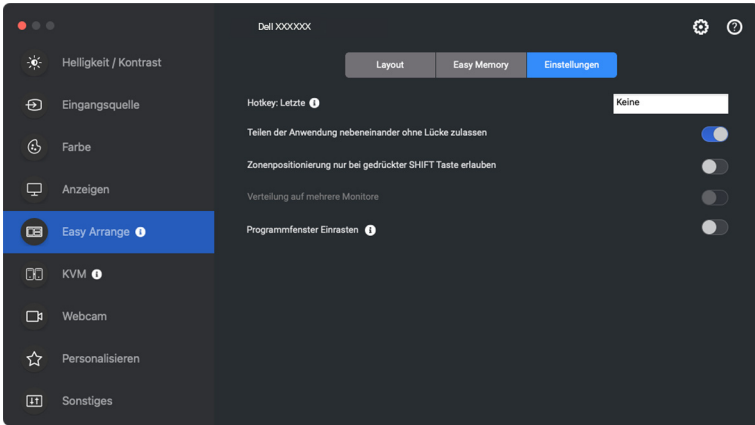 Dell XXXXXX
Helligkeit / Kontrast
Eingangsquelle
Farbe
Anzeigen
Easy Arrange
KVM
Webcam
Personalisieren
Sonstiges
Layout Easy Memory Einstellungen
Hotkey: Letzte Keine
Teilen der Anwendung nebeneinander ohne Lücke zulassen
Zonenpositionierung nur bei gedrückter SHIFT Taste erlauben
Verteilung auf mehrere Monitore
Programmfenster Einrasten